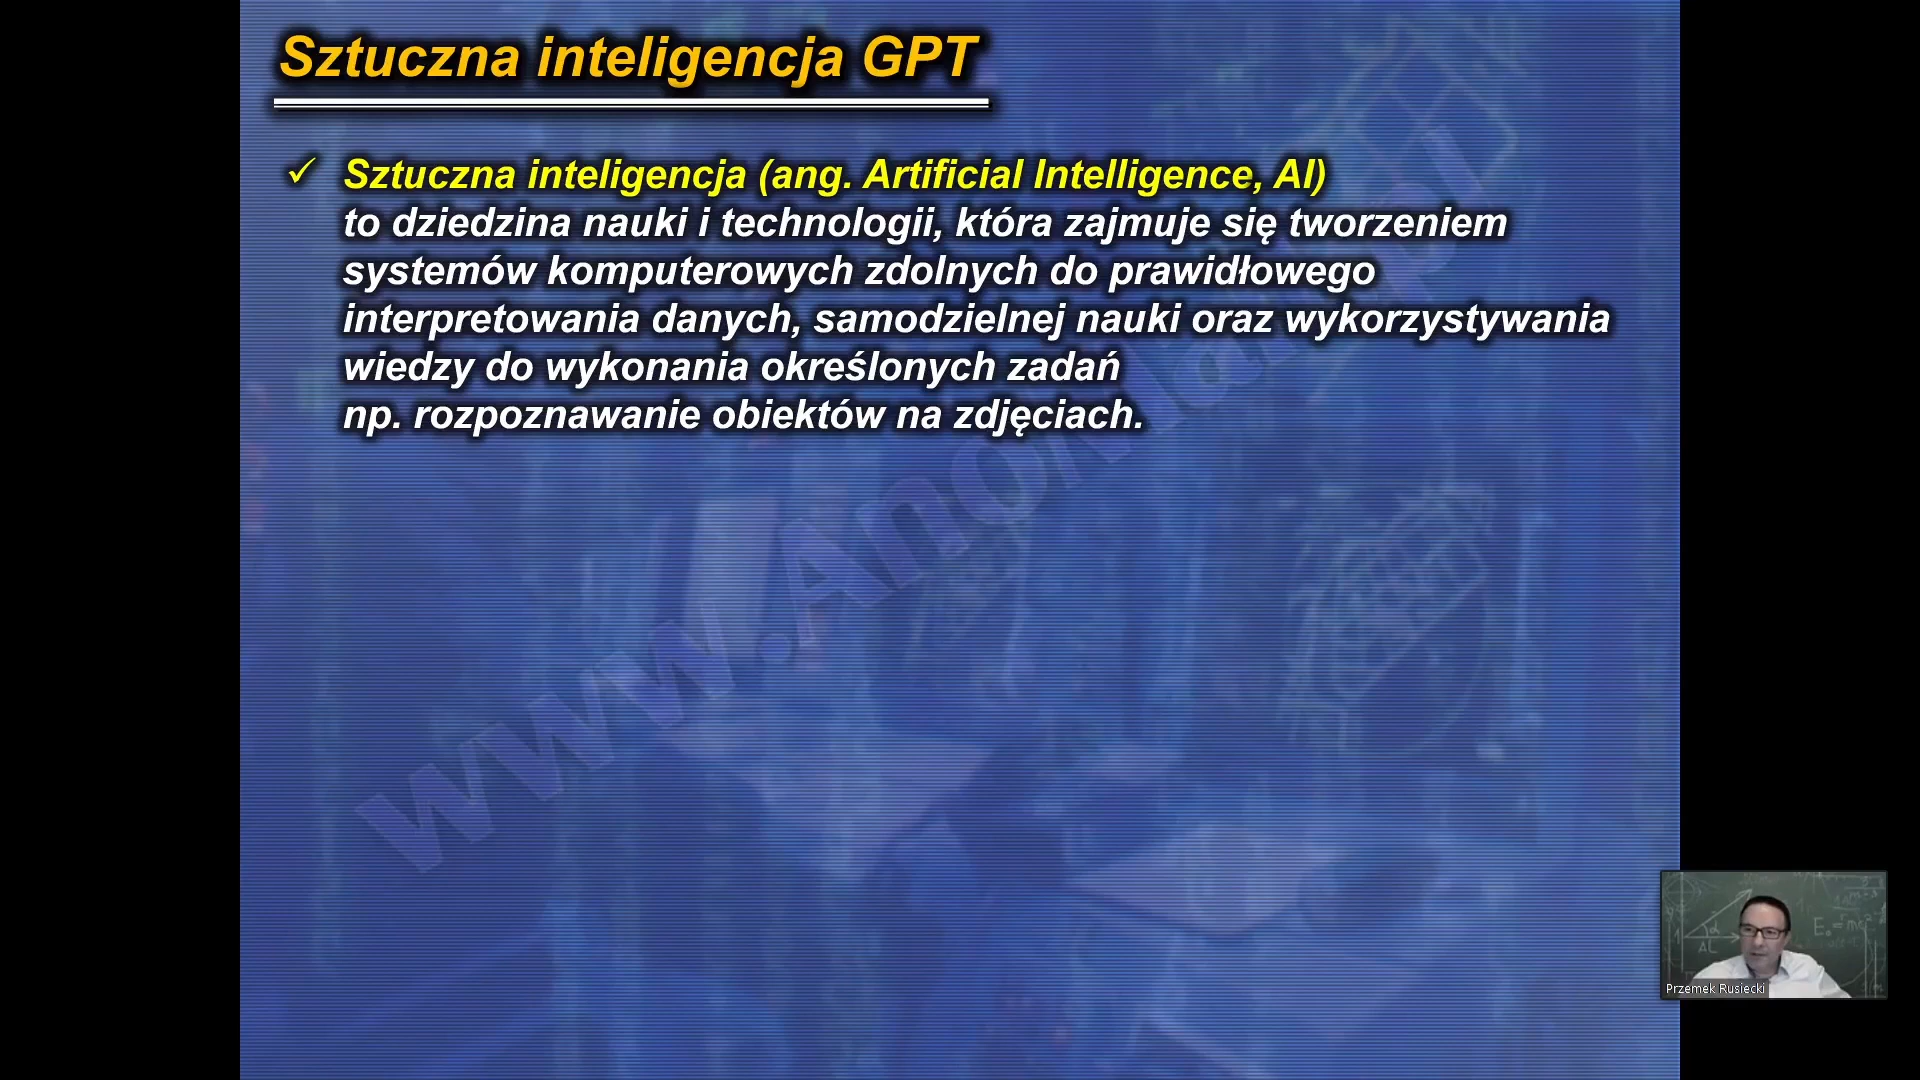 Sztuczna inteligencja GPT
✓ Sztuczna inteligencja (ang. Artificial Intelligence, AI)
to dziedzina nauki i technologii, która zajmuje się tworzeniem
systemów komputerowych zdolnych do prawidłowego
interpretowania danych, samodzielnej nauki oraz wykorzystywania
wiedzy do wykonania określonych zadań
np. rozpoznawanie obiektów na zdjęciach.
Przemek Rusiecki